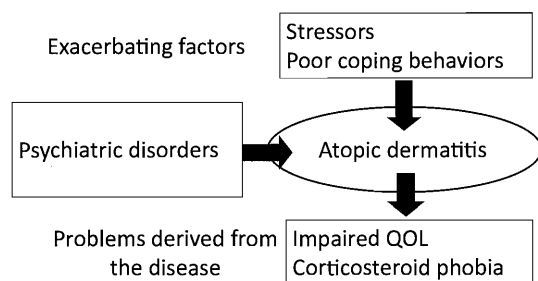 Exacerbating factors
Stressors
Poor coping behaviors
Psychiatric disorders
Atopic dermatitis
Problems derived from
the disease
Impaired QOL
Corticosteroid phobia